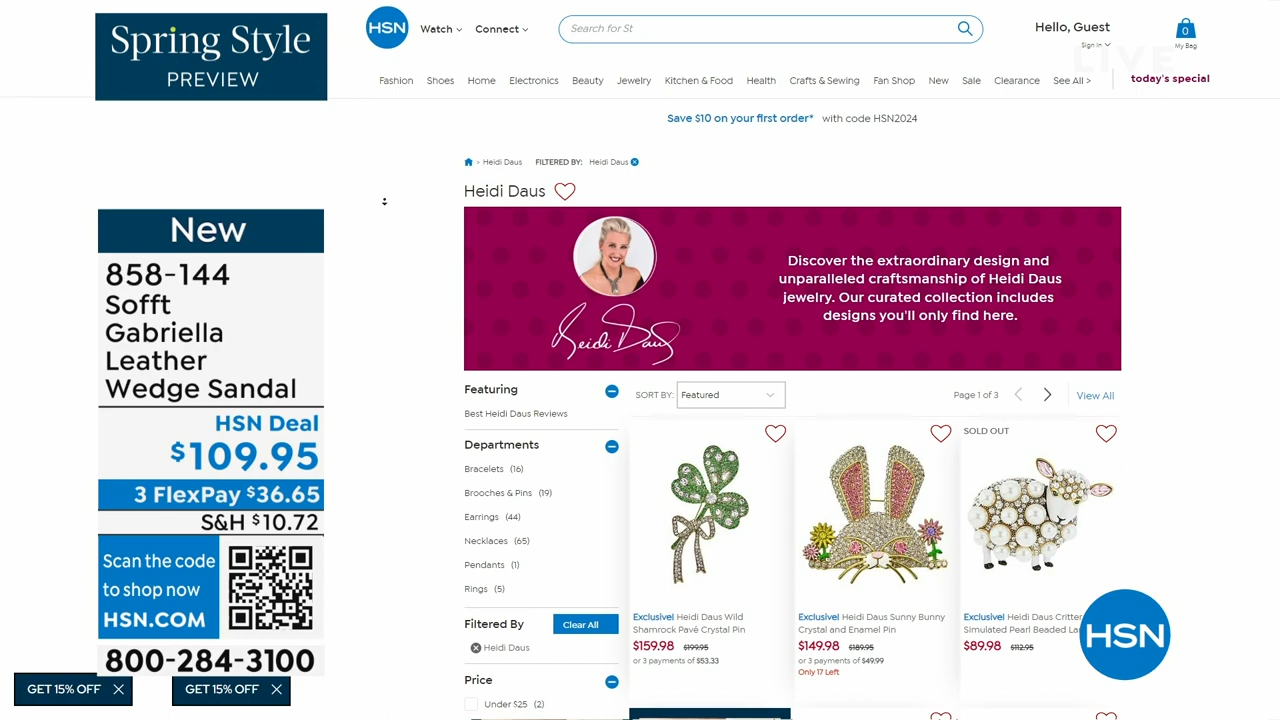 Spring Style
PREVIEW
HSN
Watch
Connect
Search for St
Hello, Guest
Sign In
0
My Bag
LIVE
Fashion Shoes Home Electronics Beauty Jewelry Kitchen & Food Health Crafts & Sewing Fan Shop New Sale Clearance See All >
today's special
Save $10 on your first order* with code HSN2024
> Heidi Daus FILTERED BY: Heidi Daus
Heidi Daus
Discover the extraordinary design and
unparalleled craftsmanship of Heidi Daus
jewelry. Our curated collection includes
designs you'll only find here.
Heidi Daus
New
858-144
Sofft
Gabriella
Leather
Wedge Sandal
HSN Deal
$109.95
3 FlexPay $36.65
S&H $10.72
Scan the code
to shop now
HSN.COM
800-284-3100
GET 15% OFF
GET 15% OFF
Featuring
Best Heidi Daus Reviews
Departments
Bracelets (16)
Brooches & Pins (19)
Earrings (44)
Necklaces (65)
Pendants (1)
Rings (5)
Filtered By
Clear All
Heidi Daus
Price
Under $25 (2)
SORT BY: Featured
Page 1 of 3
View All
Exclusive! Heidi Daus Wild
Shamrock Pavé Crystal Pin
$159.98 $199.95
or 3 payments of $53.33
Exclusive! Heidi Daus Sunny Bunny
Crystal and Enamel Pin
$149.98 $189.95
or 3 payments of $49.99
Only 17 Left
SOLD OUT
Exclusive! Heidi Daus Critter
Simulated Pearl Beaded La
$89.98 $112.95
HSN